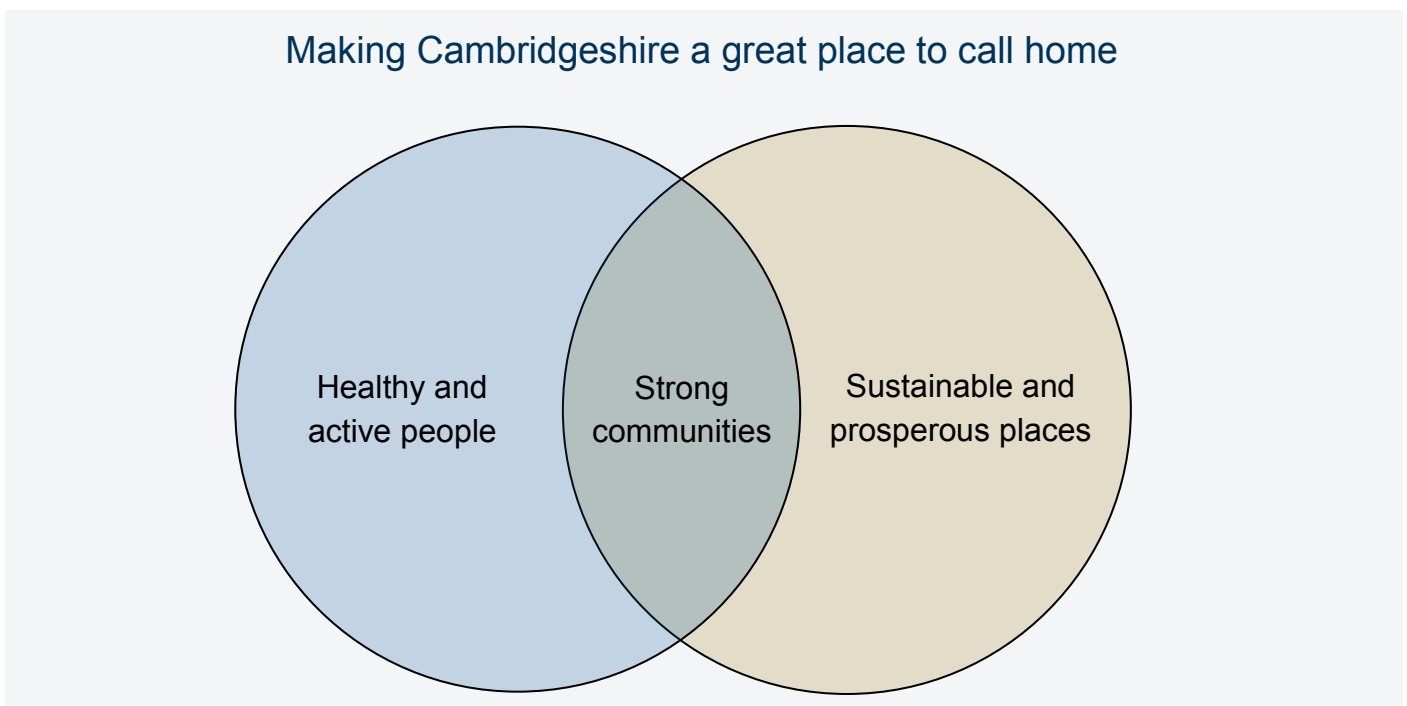 Making Cambridgeshire a great place to call home
Healthy and
active people
Strong
communities
Sustainable and
prosperous places